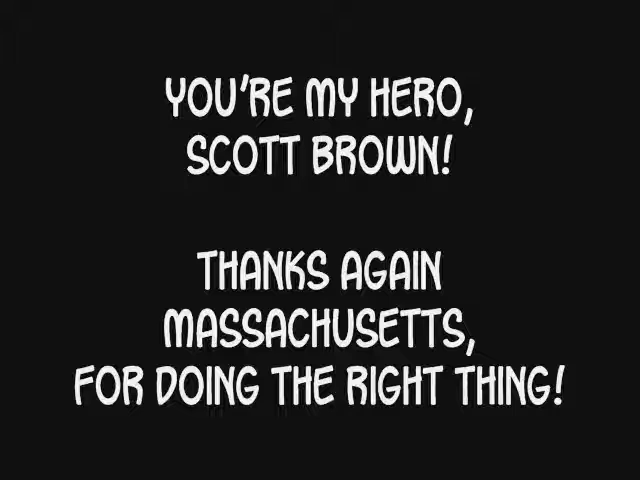 YOU'RE MY HERO,
SCOTT BROWN!
THANKS AGAIN
MASSACHUSETTS,
FOR DOING THE RIGHT THING!